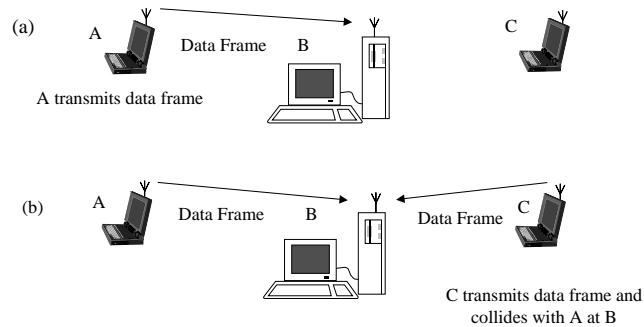 (a)
A
Data Frame
B
C
A transmits data frame
(b)
A
Data Frame
B
Data Frame
C
C transmits data frame and
collides with A at B